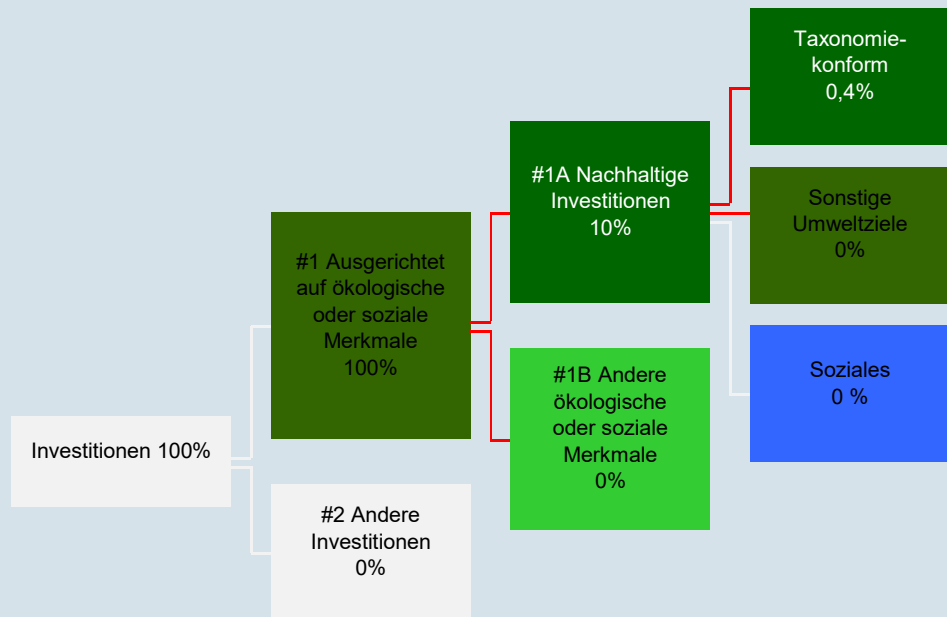 Investitionen 100%
#1 Ausgerichtet
auf ökologische
oder soziale
Merkmale
100%
#2 Andere
Investitionen
0%
#1A Nachhaltige
Investitionen
10%
#1B Andere
ökologische
oder soziale
Merkmale
0%
Taxonomie-
konform
0,4%
Sonstige
Umweltziele
0%
Soziales
0 %